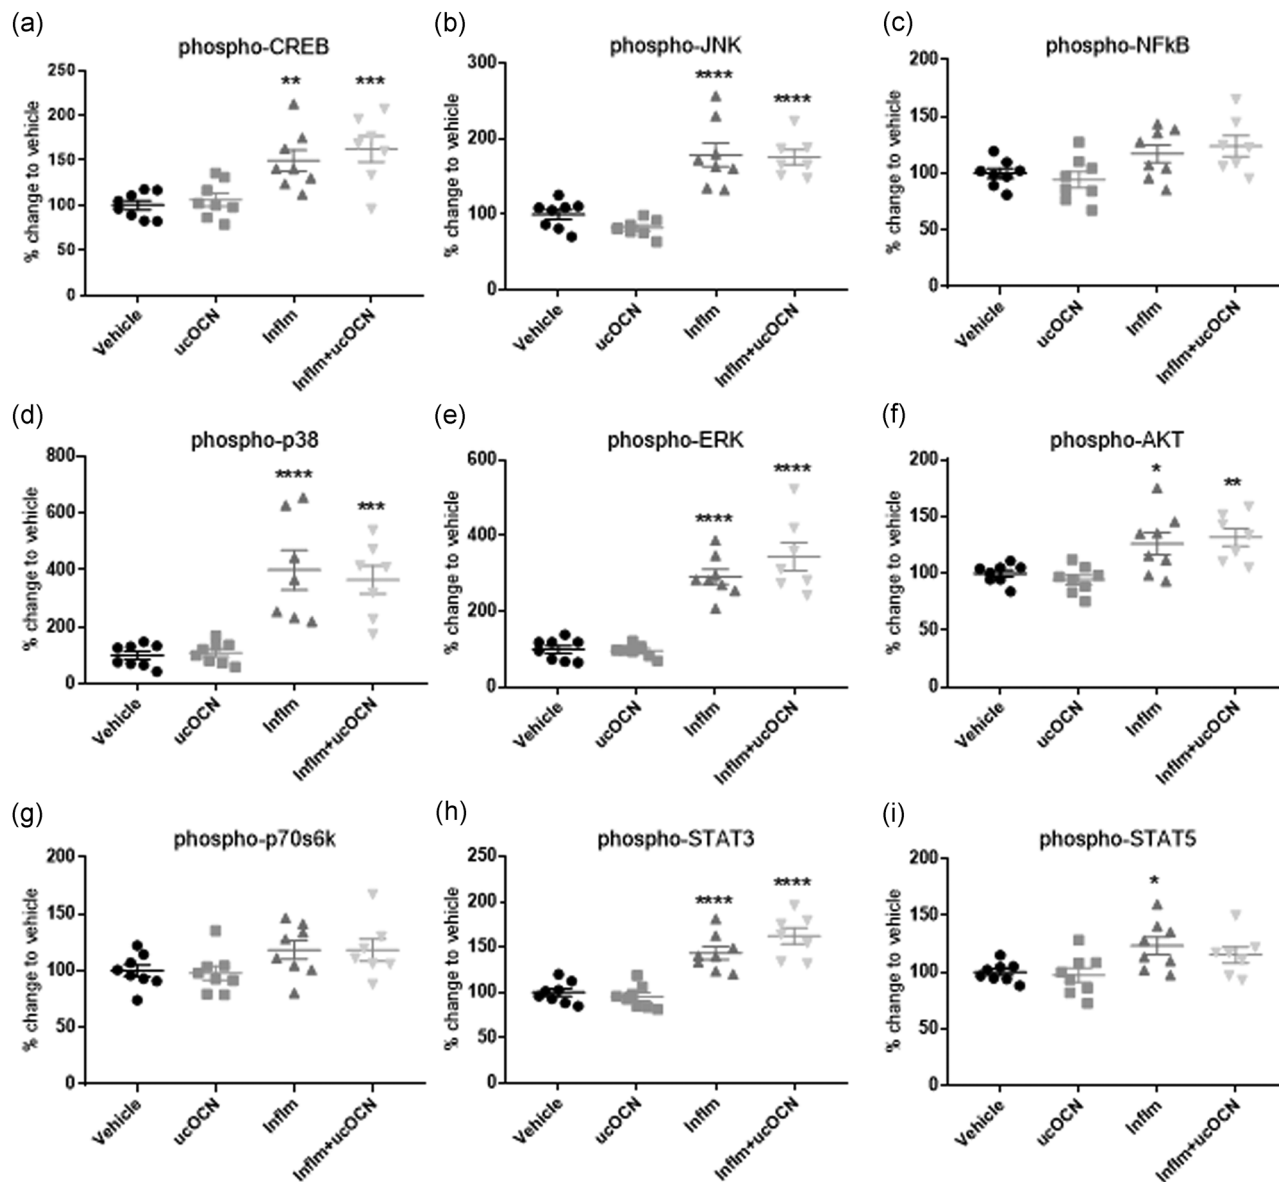 (a)
phospho-CREB
% change to vehicle
250
200
150
100
50
0
**
***
Vehicle
ucOCN
Inflm
Inflm+ucOCN
(b)
phospho-JNK
% change to vehicle
300
200
100
0
****
****
Vehicle
ucOCN
Inflm
Inflm+ucOCN
(c)
phospho-NFkB
% change to vehicle
200
150
100
50
0
Vehicle
ucOCN
Inflm
Inflm+ucOCN
(d)
phospho-p38
% change to vehicle
800
600
400
200
0
****
***
Vehicle
ucOCN
Inflm
Inflm+ucOCN
(e)
phospho-ERK
% change to vehicle
600
400
200
0
****
****
Vehicle
ucOCN
Inflm
Inflm+ucOCN
(f)
phospho-AKT
% change to vehicle
200
150
100
50
0
*
**
Vehicle
ucOCN
Inflm
Inflm+ucOCN
(g)
phospho-p70s6k
% change to vehicle
200
150
100
50
0
Vehicle
ucOCN
Inflm
Inflm+ucOCN
(h)
phospho-STAT3
% change to vehicle
250
200
150
100
50
0
****
****
Vehicle
ucOCN
Inflm
Inflm+ucOCN
(i)
phospho-STAT5
% change to vehicle
200
150
100
50
0
*
Vehicle
ucOCN
Inflm
Inflm+ucOCN